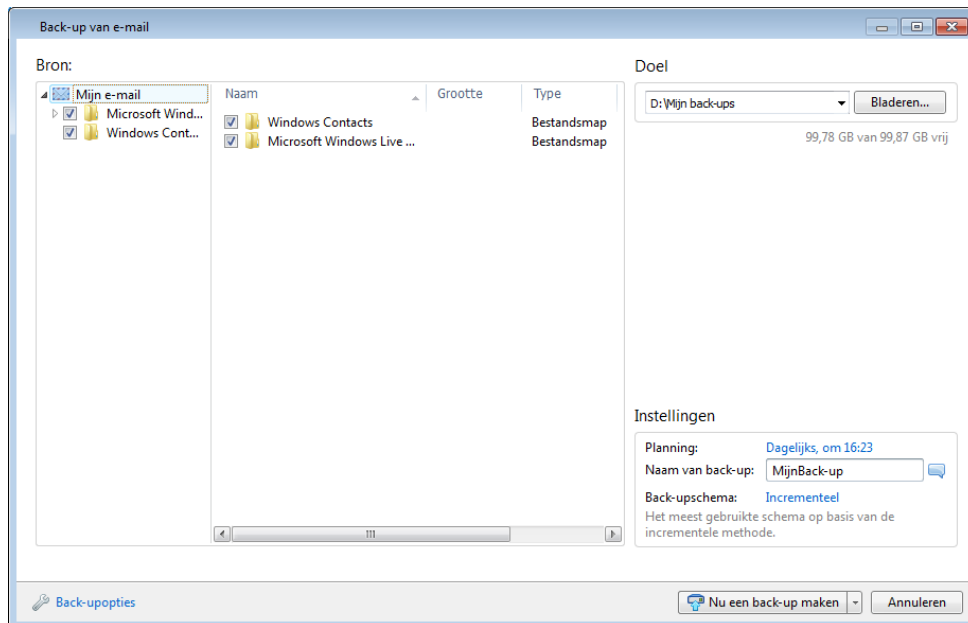 Back-up van e-mail
Bron:
Mijn e-mail
Microsoft Wind...
Windows Cont...
Naam Grootte Type
Windows Contacts Bestandsmap
Microsoft Windows Live ... Bestandsmap
Doel
D:\Mijn back-ups Bladeren...
99,78 GB van 99,87 GB vrij
Instellingen
Planning: Dagelijks, om 16:23
Naam van back-up: MijnBack-up
Back-upschema: Incrementeel
Het meest gebruikte schema op basis van de
incrementele methode.
Back-upopties
Nu een back-up maken
Annuleren